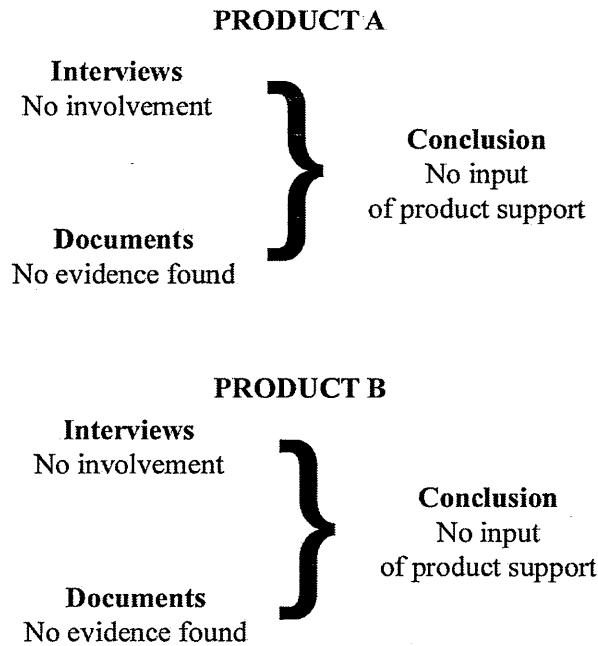 PRODUCT A
Interviews
No involvement
Conclusion
No input
of product support
Documents
No evidence found
PRODUCT B
Interviews
No involvement
Conclusion
No input
of product support
Documents
No evidence found